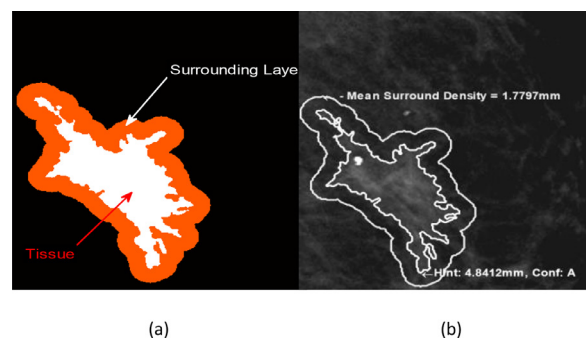 Surrounding Laye
Tissue
- Mean Surround Density = 1.7797mm
Hint: 4.8412mm, Conf: A
(a)
(b)